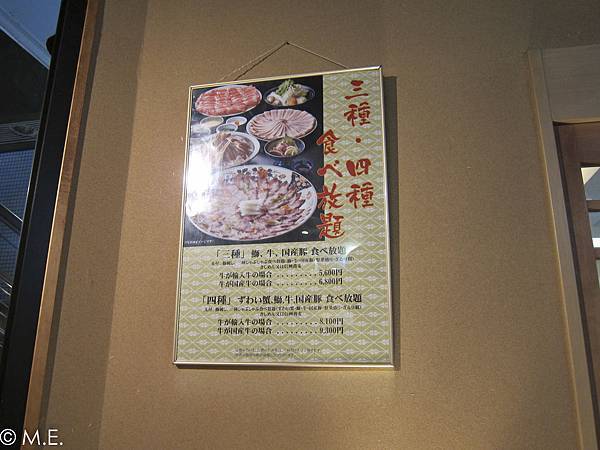 三種・四種
食べ放題
「三種」鰤、牛、国産豚 食べ放題
牛が輸入牛の場合 ......... 5,600円
牛が国産牛の場合 ......... 6,800円
「四種」ずわい蟹、鰤、牛、国産豚 食べ放題
牛が輸入牛の場合 ......... 8,100円
牛が国産牛の場合 ......... 9,300円
© M.E.